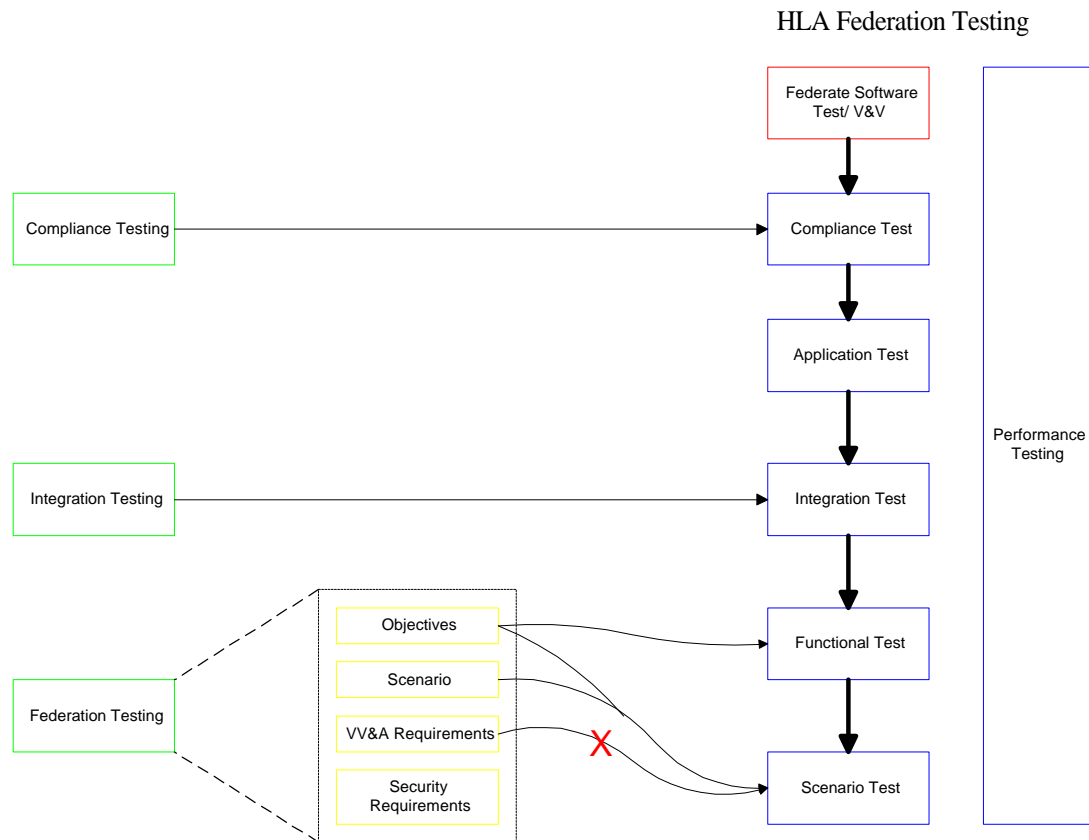 HLA Federation Testing
Federate Software
Test/ V&V
Compliance Testing
Compliance Test
Application Test
Performance
Testing
Integration Testing
Integration Test
Objectives
Functional Test
Scenario
Federation Testing
VV&A Requirements
X
Security
Requirements
Scenario Test